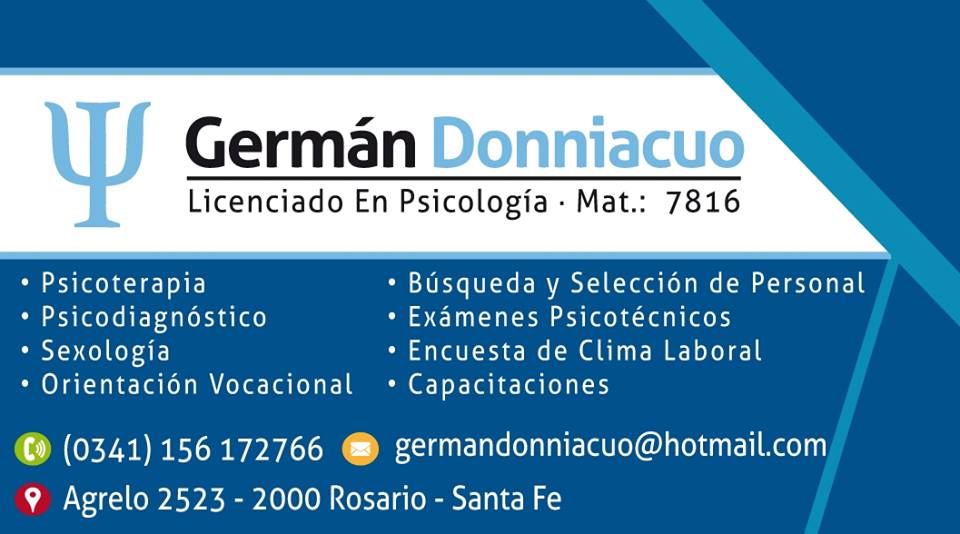 Ψ
Germán Donniacuo
Licenciado En Psicología · Mat.: 7816
• Psicoterapia
• Psicodiagnóstico
• Sexología
• Orientación Vocacional
• Búsqueda y Selección de Personal
• Exámenes Psicotécnicos
• Encuesta de Clima Laboral
• Capacitaciones
(0341) 156 172766
germandonniacuo@hotmail.com
Agrelo 2523 - 2000 Rosario - Santa Fe